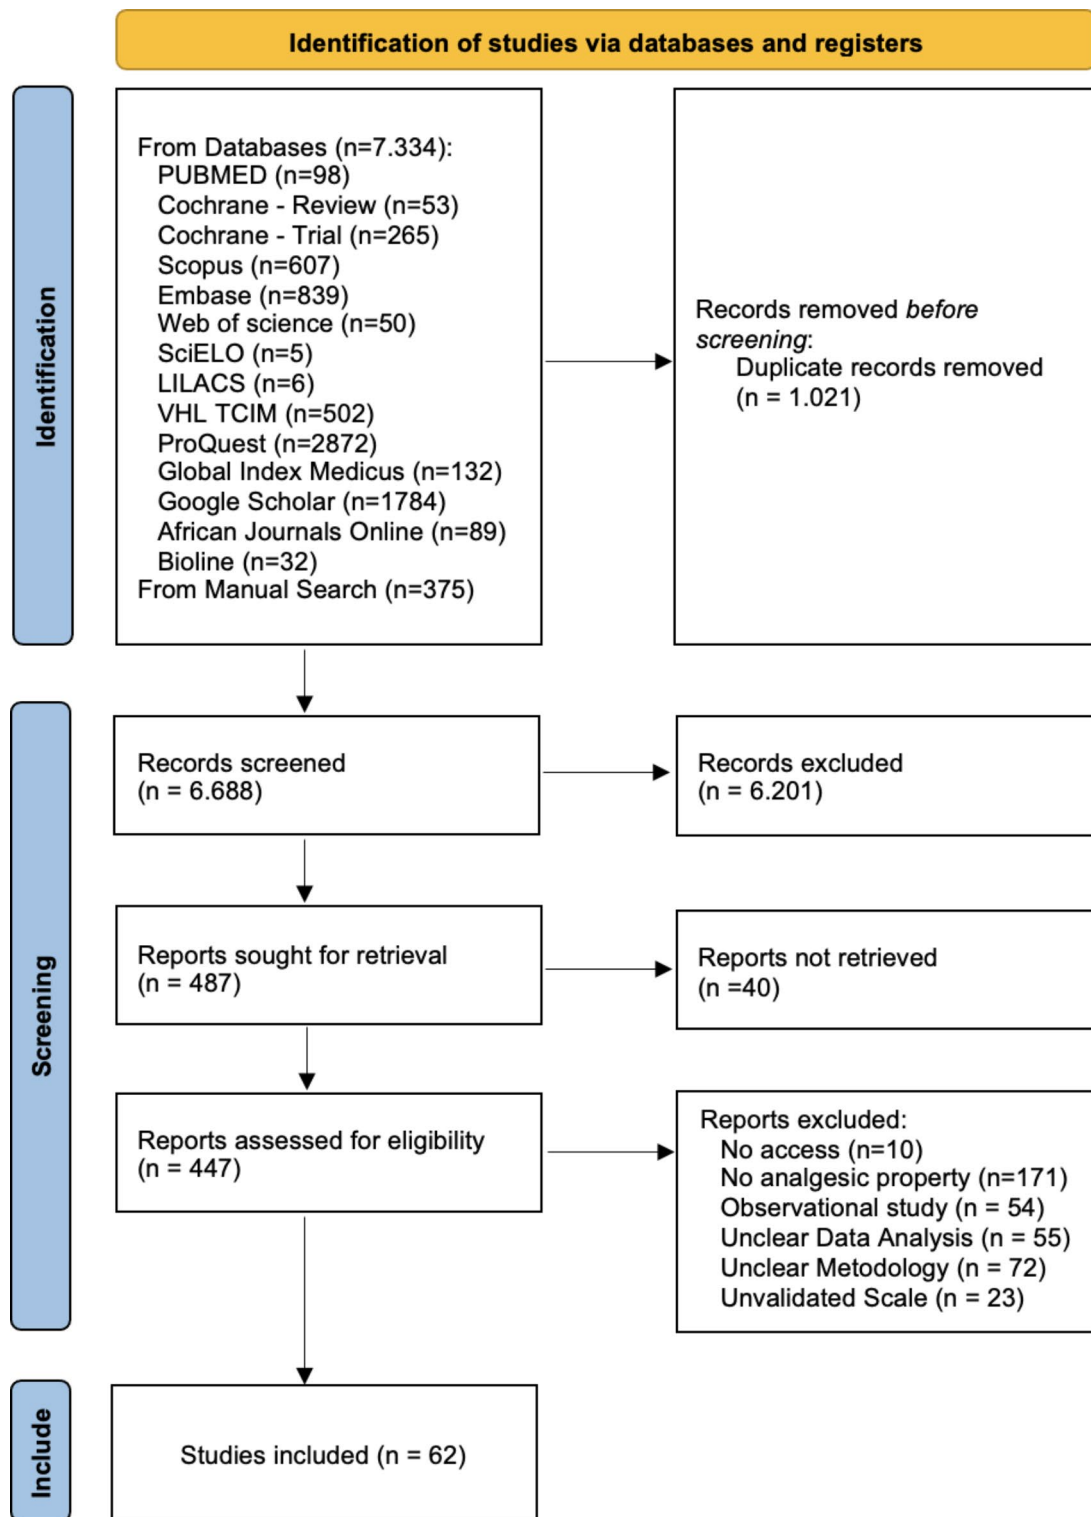 Identification of studies via databases and registers
Identification
From Databases (n=7.334):
PUBMED (n=98)
Cochrane - Review (n=53)
Cochrane - Trial (n=265)
Scopus (n=607)
Embase (n=839)
Web of science (n=50)
SciELO (n=5)
LILACS (n=6)
VHL TCIM (n=502)
ProQuest (n=2872)
Global Index Medicus (n=132)
Google Scholar (n=1784)
African Journals Online (n=89)
Bioline (n=32)
From Manual Search (n=375)
Records removed before
screening:
Duplicate records removed
(n = 1.021)
Screening
Records screened
(n = 6.688)
Records excluded
(n = 6.201)
Reports sought for retrieval
(n = 487)
Reports not retrieved
(n =40)
Reports assessed for eligibility
(n = 447)
Reports excluded:
No access (n=10)
No analgesic property (n=171)
Observational study (n = 54)
Unclear Data Analysis (n = 55)
Unclear Metodology (n = 72)
Unvalidated Scale (n = 23)
Include
Studies included (n = 62)